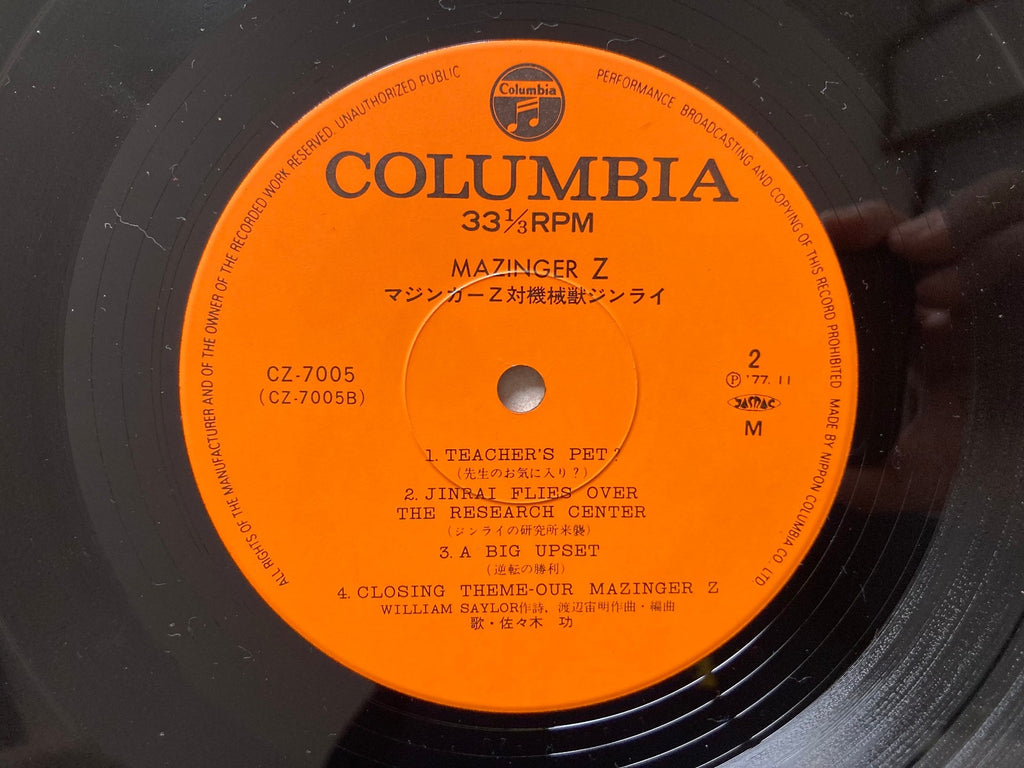 Columbia
COLUMBIA
33 1/3 RPM
MAZINGER Z
マジンガーZ対機械獣ジンライ
CZ-7005
(CZ-7005B)
2
Ⓟ '77. 11
JASRAC
M
1. TEACHER'S PET?
(先生のお気に入り?)
2. JINRAI FLIES OVER
THE RESEARCH CENTER
(ジンライの研究所来襲)
3. A BIG UPSET
(逆転の勝利)
4. CLOSING THEME-OUR MAZINGER Z
WILLIAM SAYLOR作詩、渡辺宙明作曲・編曲
歌・佐々木 功
ALL RIGHTS OF THE MANUFACTURER AND OF THE OWNER OF THE RECORDED WORK RESERVED. UNAUTHORIZED PUBLIC PERFORMANCE BROADCASTING AND COPYING OF THIS RECORD PROHIBITED MADE BY NIPPON COLUMBIA CO. LTD